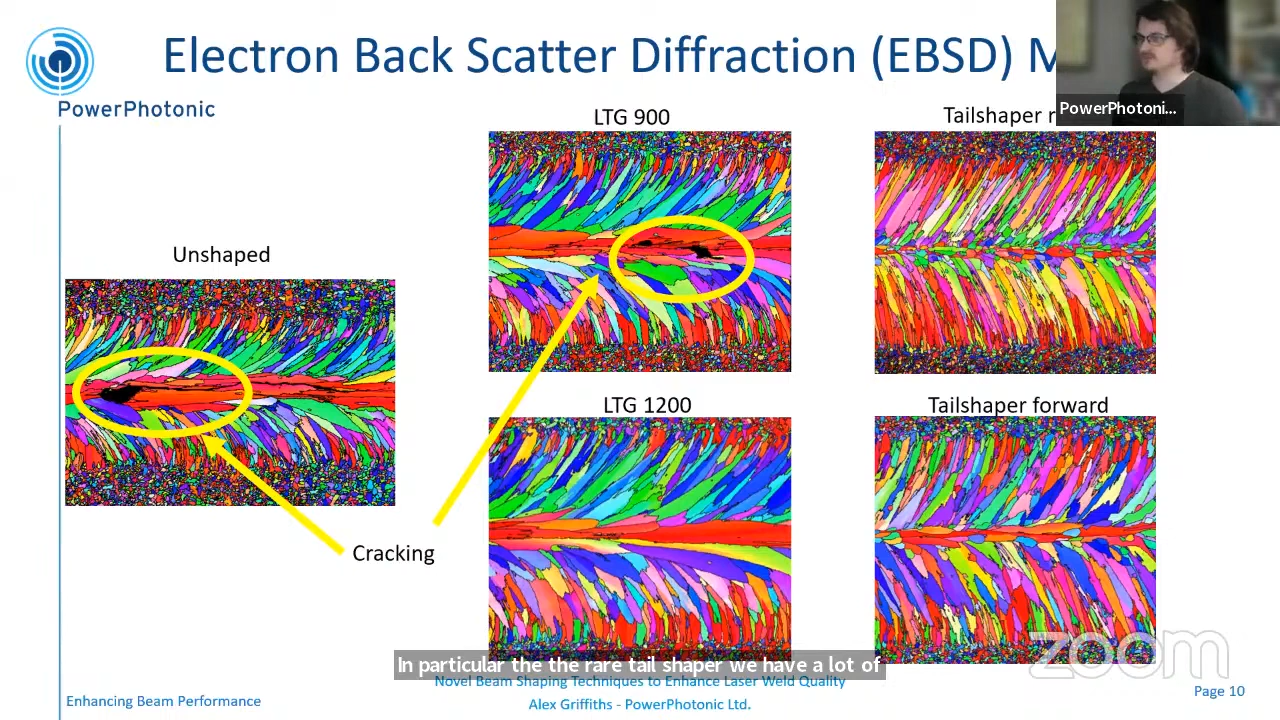 Electron Back Scatter Diffraction (EBSD)
PowerPhotonic
PowerPhotoni...
LTG 900
Tailshaper
Unshaped
LTG 1200
Tailshaper forward
Cracking
zoom
In particular the the rare tail shaper we have a lot of
Novel Beam Shaping Techniques to Enhance Laser Weld Quality
Enhancing Beam Performance
Alex Griffiths - PowerPhotonic Ltd.
Page 10